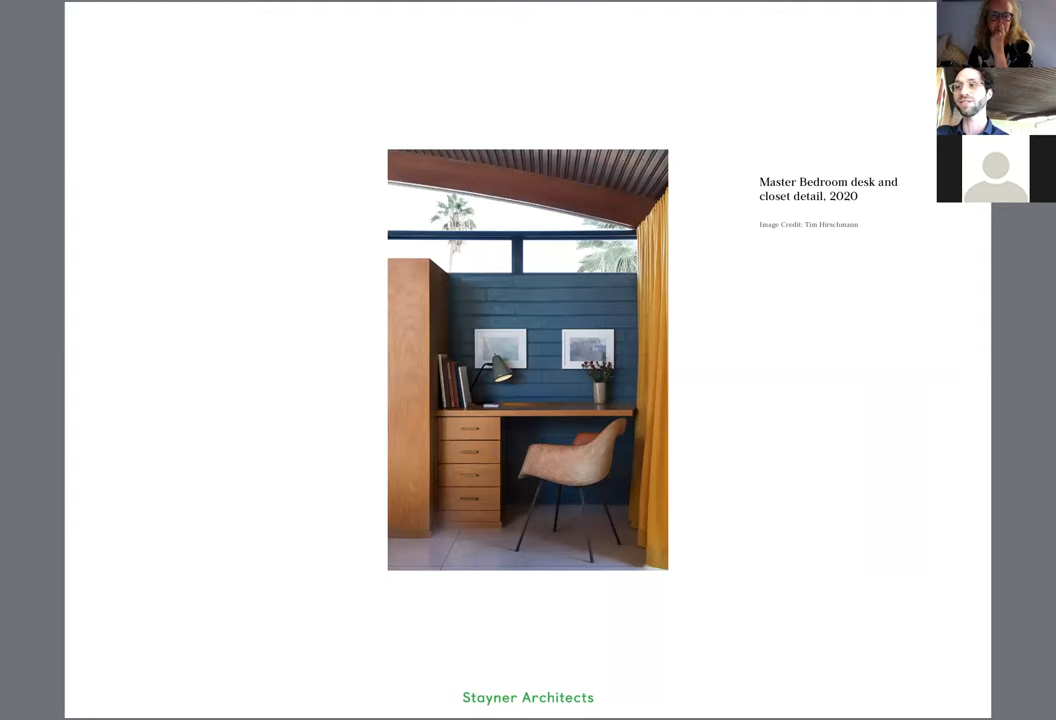 Master Bedroom desk and
closet detail, 2020
Image Credit: Tim Hirschmann
Stayner Architects